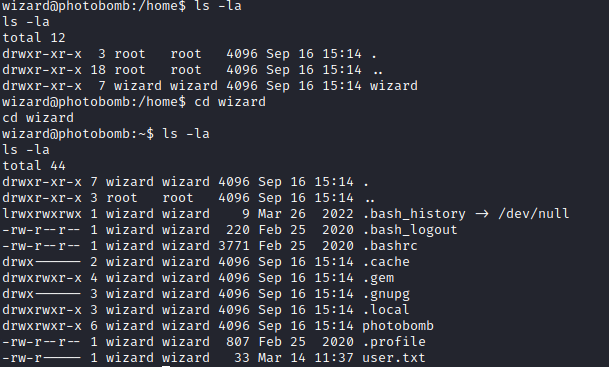 wizard@photobomb:/home$ ls -la
ls -la
total 12
drwxr-xr-x  3 root   root   4096 Sep 16 15:14 .
drwxr-xr-x 18 root   root   4096 Sep 16 15:14 ..
drwxr-xr-x  7 wizard wizard 4096 Sep 16 15:14 wizard
wizard@photobomb:/home$ cd wizard
cd wizard
wizard@photobomb:~$ ls -la
ls -la
total 44
drwxr-xr-x 7 wizard wizard 4096 Sep 16 15:14 .
drwxr-xr-x 3 root   root   4096 Sep 16 15:14 ..
lrwxrwxrwx 1 wizard wizard    9 Mar 26  2022 .bash_history -> /dev/null
-rw-r--r-- 1 wizard wizard  220 Feb 25  2020 .bash_logout
-rw-r--r-- 1 wizard wizard 3771 Feb 25  2020 .bashrc
drwx------ 2 wizard wizard 4096 Sep 16 15:14 .cache
drwxrwxr-x 4 wizard wizard 4096 Sep 16 15:14 .gem
drwx------ 3 wizard wizard 4096 Sep 16 15:14 .gnupg
drwxrwxr-x 3 wizard wizard 4096 Sep 16 15:14 .local
drwxrwxr-x 6 wizard wizard 4096 Sep 16 15:14 photobomb
-rw-r--r-- 1 wizard wizard  807 Feb 25  2020 .profile
-rw-r----- 1 wizard wizard   33 Mar 14 11:37 user.txt